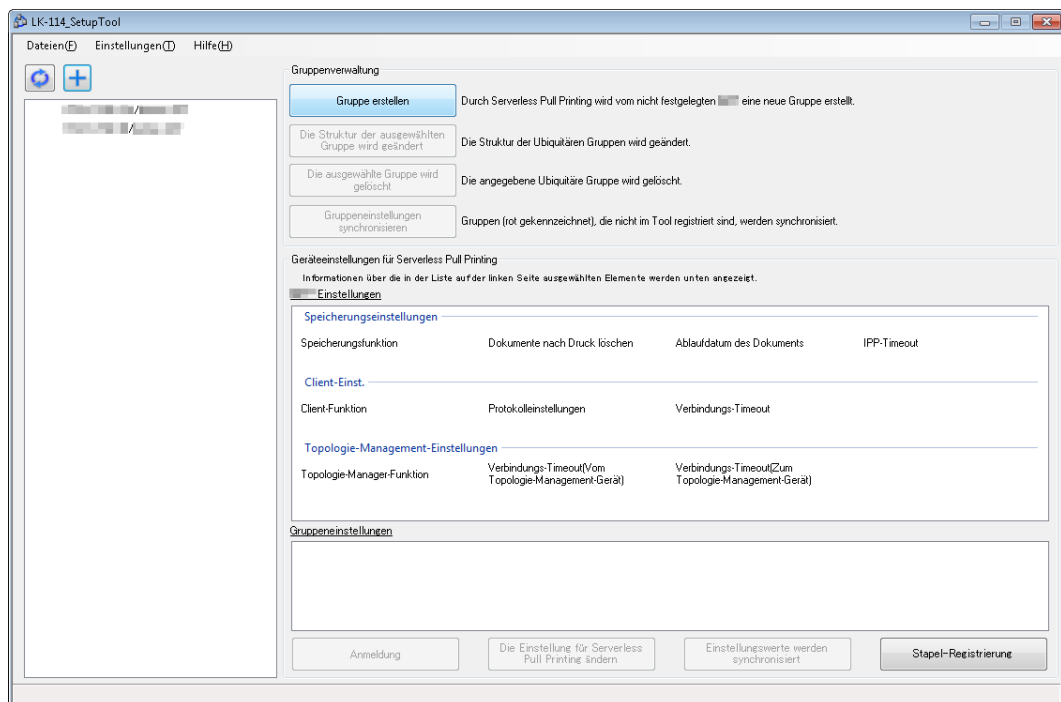 LK-114_SetupTool
Dateien(F) Einstellungen(T) Hilfe(H)
/
/
Gruppenverwaltung
Gruppe erstellen
Durch Serverless Pull Printing wird vom nicht festgelegten eine neue Gruppe erstellt.
Die Struktur der ausgewählten
Gruppe wird geändert
Die Struktur der Ubiquitären Gruppen wird geändert.
Die ausgewählte Gruppe wird
gelöscht
Die angegebene Ubiquitäre Gruppe wird gelöscht.
Gruppeneinstellungen
synchronisieren
Gruppen (rot gekennzeichnet), die nicht im Tool registriert sind, werden synchronisiert.
Geräteeinstellungen für Serverless Pull Printing
Informationen über die in der Liste auf der linken Seite ausgewählten Elemente werden unten angezeigt.
Einstellungen
Speicherungseinstellungen
Speicherungsfunktion Dokumente nach Druck löschen Ablaufdatum des Dokuments IPP-Timeout
Client-Einst.
Client-Funktion Protokolleinstellungen Verbindungs-Timeout
Topologie-Management-Einstellungen
Topologie-Manager-Funktion
Verbindungs-Timeout(Vom
Topologie-Management-Gerät)
Verbindungs-Timeout(Zum
Topologie-Management-Gerät)
Gruppeneinstellungen
Anmeldung
Die Einstellung für Serverless
Pull Printing ändern
Einstellungswerte werden
synchronisiert
Stapel-Registrierung